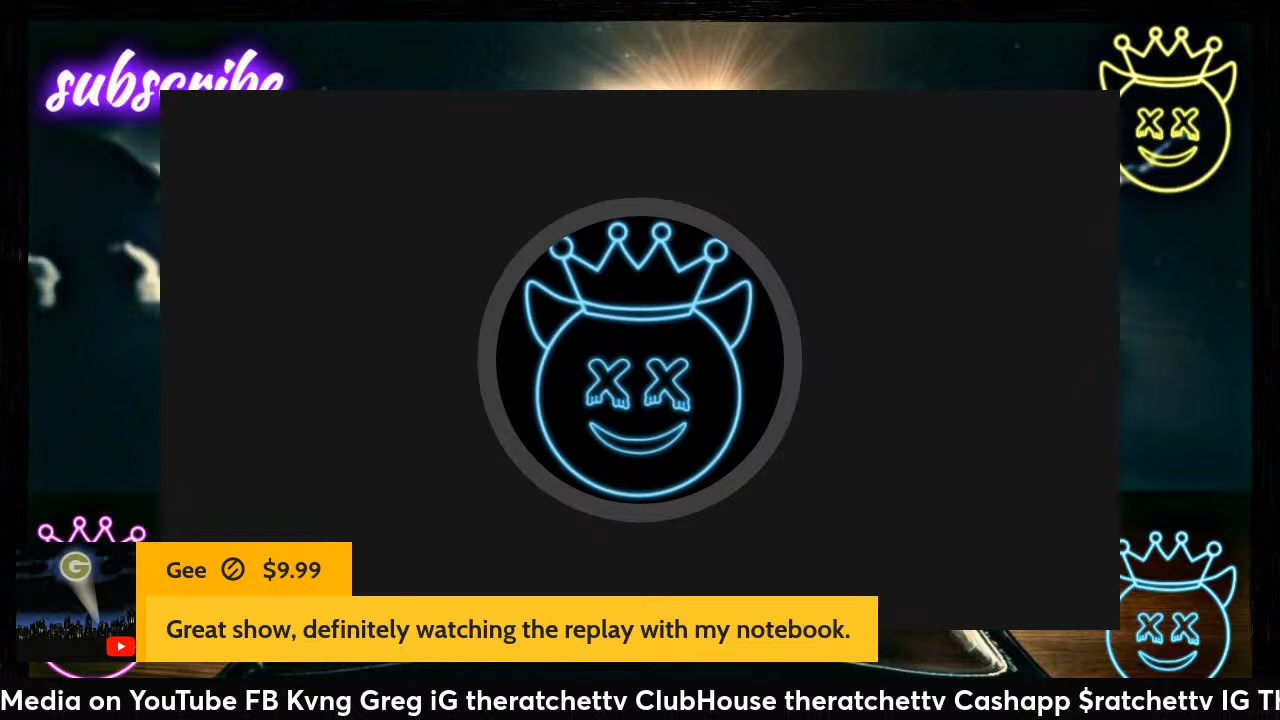 subscribe
G
Gee $9.99
Great show, definitely watching the replay with my notebook.
Media on YouTube FB Kvng Greg iG theratchettv ClubHouse theratchettv Cashapp $ratchettv IG